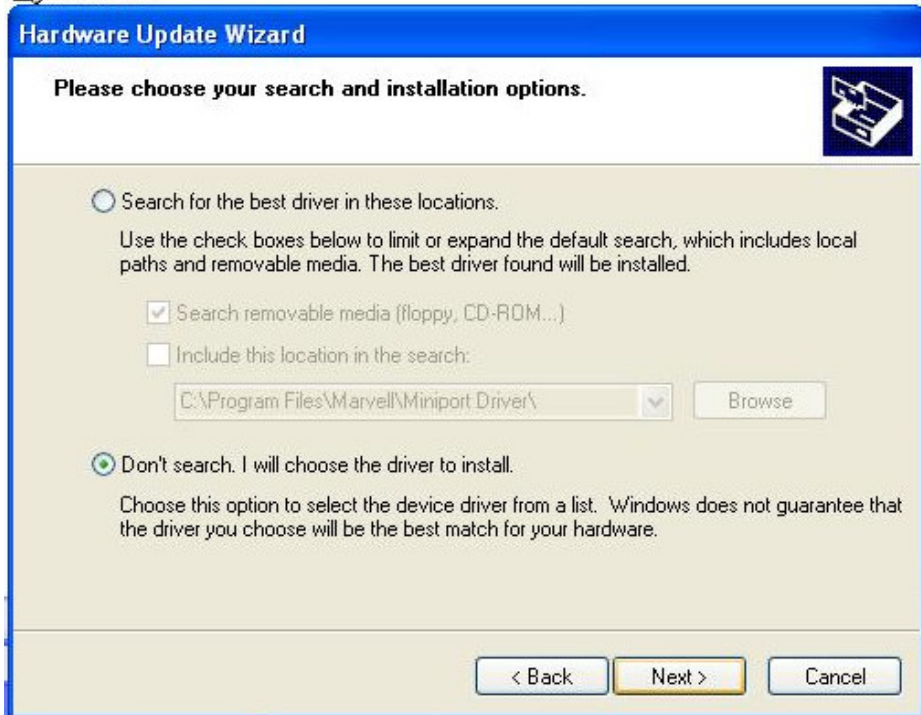 Hardware Update Wizard
Please choose your search and installation options.
Search for the best driver in these locations.
Use the check boxes below to limit or expand the default search, which includes local
paths and removable media. The best driver found will be installed.
Search removable media (floppy, CD-ROM...)
Include this location in the search:
C:\Program Files\Marvell\Miniport Driver\
Browse
Don't search. I will choose the driver to install.
Choose this option to select the device driver from a list. Windows does not guarantee that
the driver you choose will be the best match for your hardware.
< Back
Next >
Cancel